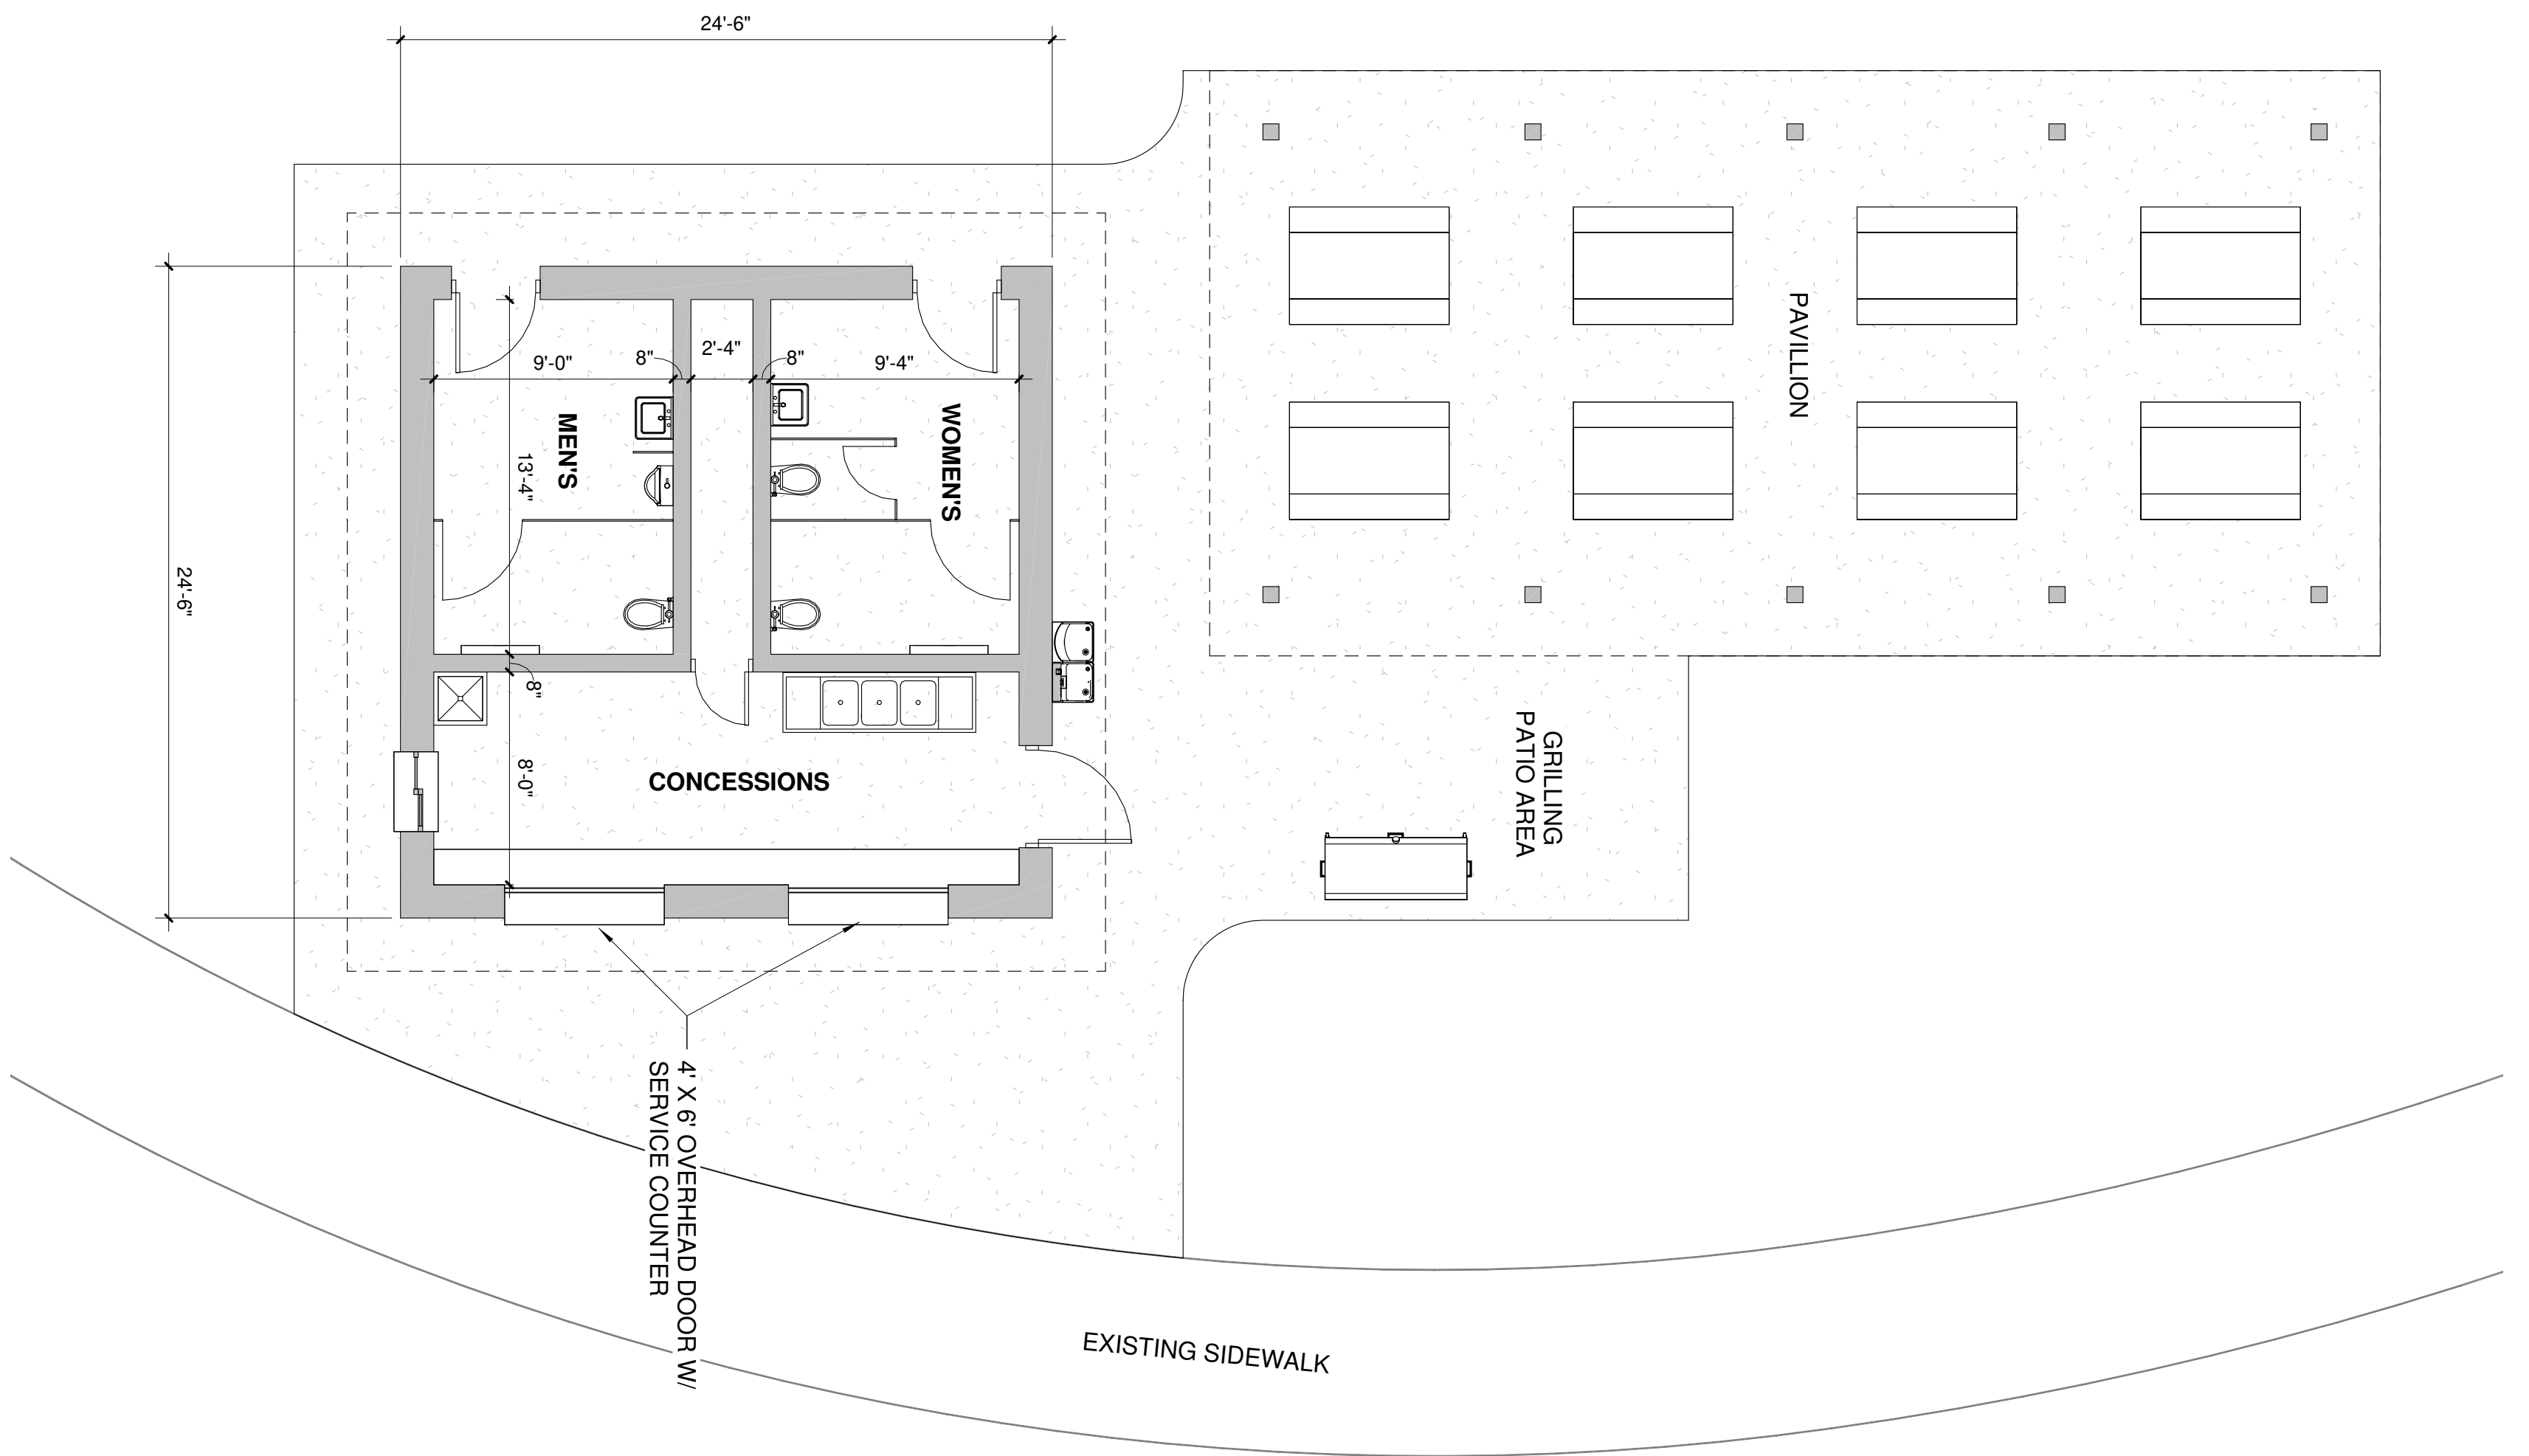 24'-6"
9'-0"
8"
2'-4"
8"
9'-4"
MEN'S
WOMEN'S
13'-4"
24'-6"
8"
8'-0"
CONCESSIONS
PAVILLION
GRILLING
PATIO AREA
4' X 6' OVERHEAD DOOR W/
SERVICE COUNTER
EXISTING SIDEWALK